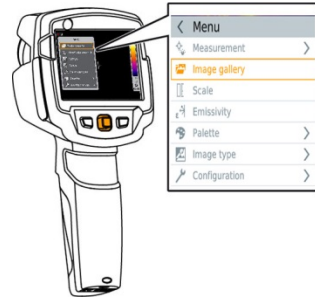 Menu
Measurement
Image gallery
Scale
Emissivity
Palette
Image type
Configuration